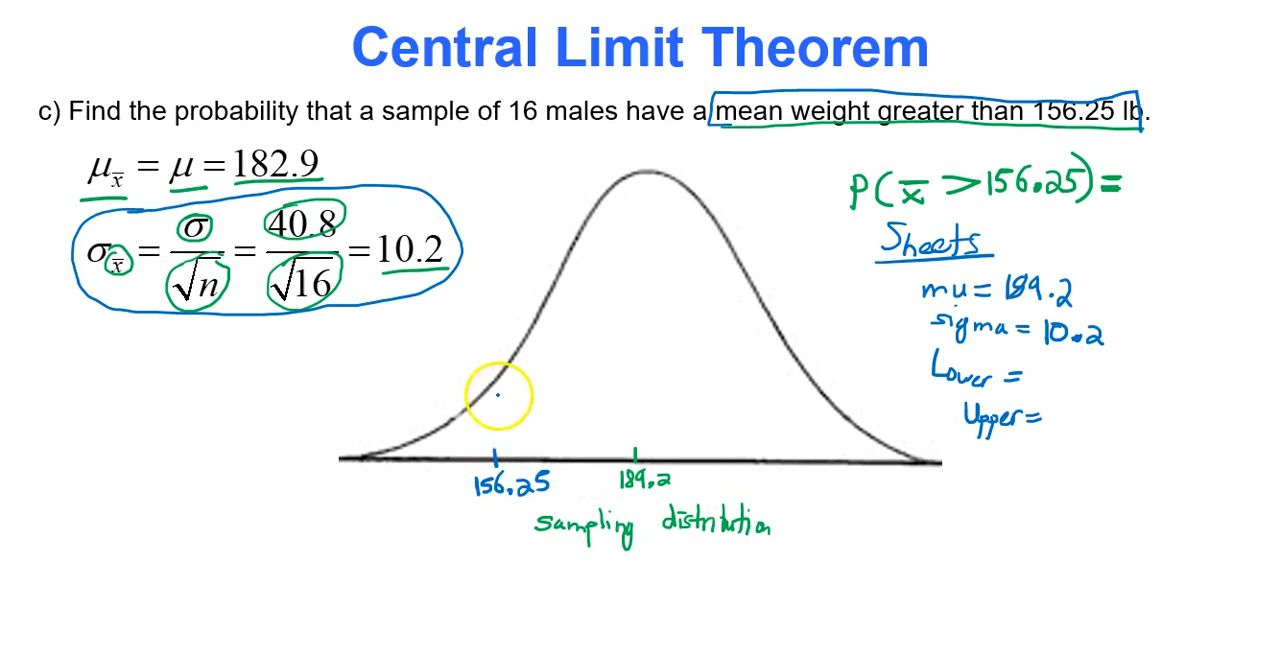 Central Limit Theorem
c) Find the probability that a sample of 16 males have a mean weight greater than 156.25 lb.
μx̄ = μ = 182.9
σx̄ = σ/√n = 40.8/√16 = 10.2
P(x̄ > 156.25) =
Sheets
mu = 189.2
sigma = 10.2
Lower =
Upper =
156.25 189.2
sampling distribution